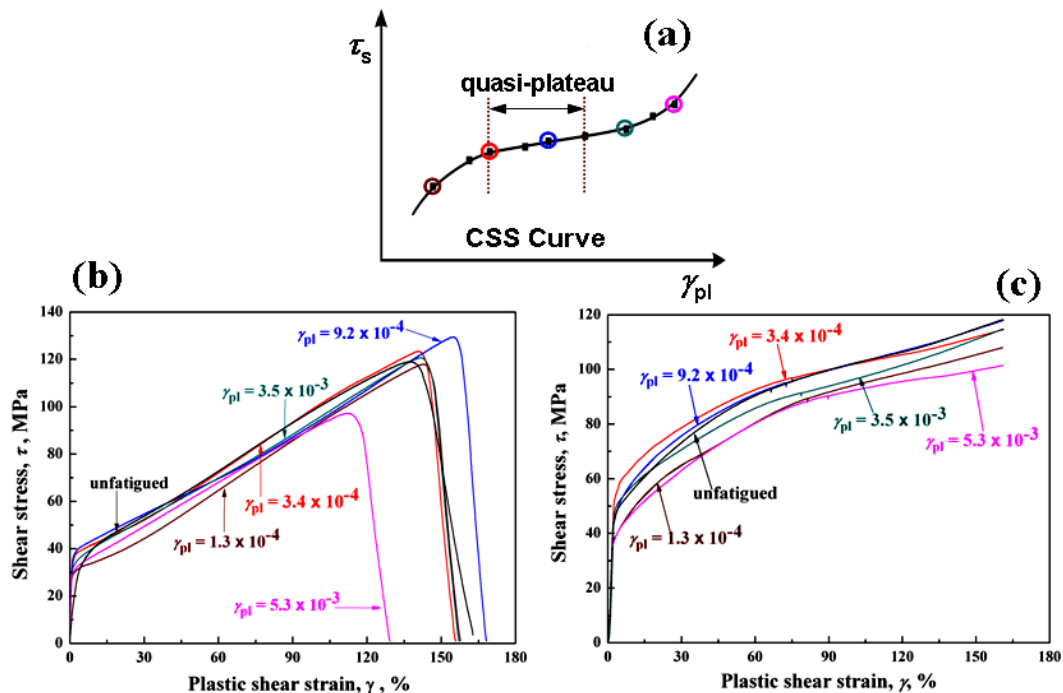 (a)
τs
quasi-plateau
CSS Curve
γpl
(b)
140
120
100
80
60
40
20
0
Shear stress, τ , MPa
γpl = 9.2 x 10-4
γpl = 3.5 x 10-3
unfatigued
γpl = 3.4 x 10-4
γpl = 1.3 x 10-4
γpl = 5.3 x 10-3
0 30 60 90 120 150 180
Plastic shear strain, γ , %
(c)
120
100
80
60
40
20
0
Shear stress, τ, MPa
γpl = 3.4 x 10-4
γpl = 9.2 x 10-4
γpl = 3.5 x 10-3
γpl = 5.3 x 10-3
unfatigued
γpl = 1.3 x 10-4
0 30 60 90 120 150 180
Plastic shear strain, γ, %